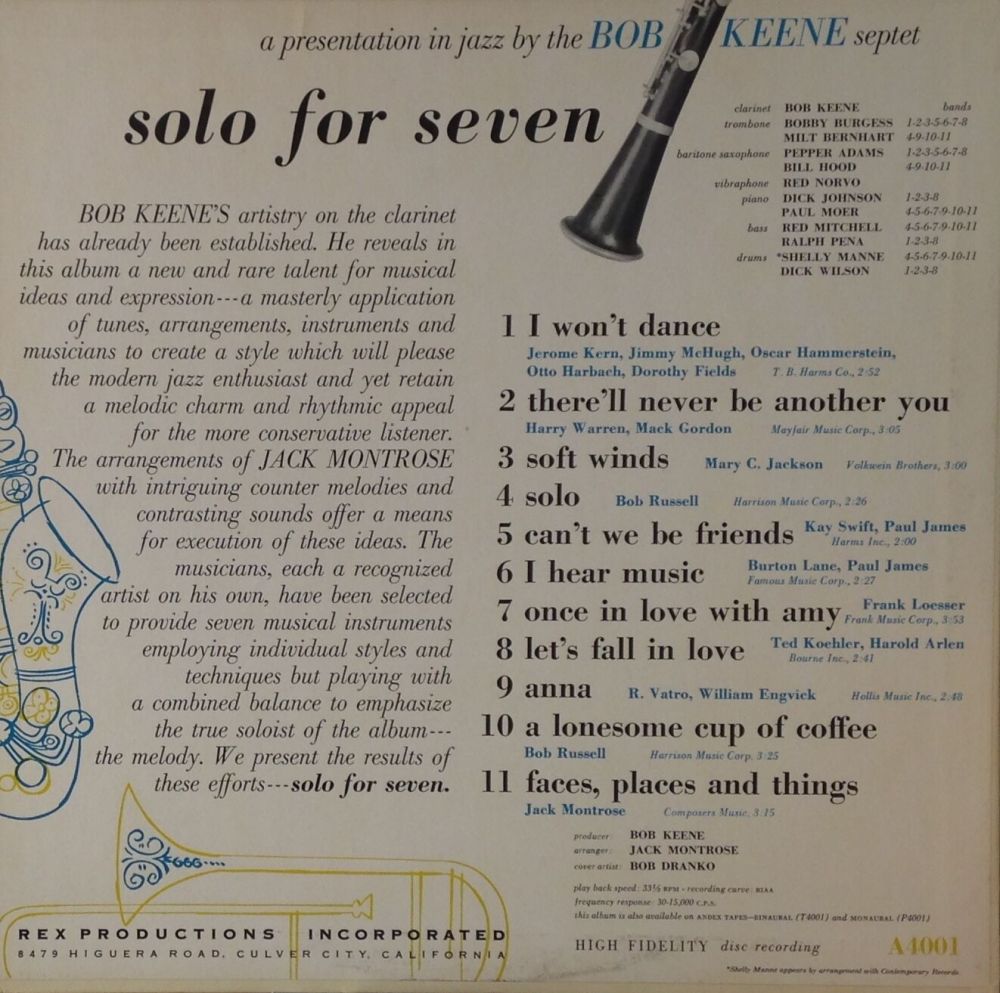 a presentation in jazz by the BOB KEENE septet
solo for seven
clarinet BOB KEENE bands
trombone BOBBY BURGESS 1-2-3-5-6-7-8
MILT BERNHART 4-9-10-11
baritone saxophone PEPPER ADAMS 1-2-3-5-6-7-8
BILL HOOD 4-9-10-11
vibraphone RED NORVO
piano DICK JOHNSON 1-2-3-8
PAUL MOER 4-5-6-7-9-10-11
bass RED MITCHELL 4-5-6-7-9-10-11
RALPH PENA 1-2-3-8
drums *SHELLY MANNE 4-5-6-7-9-10-11
DICK WILSON 1-2-3-8
BOB KEENE'S artistry on the clarinet
has already been established. He reveals in
this album a new and rare talent for musical
ideas and expression---a masterly application
of tunes, arrangements, instruments and
musicians to create a style which will please
the modern jazz enthusiast and yet retain
a melodic charm and rhythmic appeal
for the more conservative listener.
The arrangements of JACK MONTROSE
with intriguing counter melodies and
contrasting sounds offer a means
for execution of these ideas. The
musicians, each a recognized
artist on his own, have been selected
to provide seven musical instruments
employing individual styles and
techniques but playing with
a combined balance to emphasize
the true soloist of the album---
the melody. We present the results of
these efforts---solo for seven.
1 I won't dance
Jerome Kern, Jimmy McHugh, Oscar Hammerstein,
Otto Harbach, Dorothy Fields T. B. Harms Co., 2:52
2 there'll never be another you
Harry Warren, Mack Gordon Mayfair Music Corp., 3:05
3 soft winds Mary C. Jackson Volkwein Brothers, 3:00
4 solo Bob Russell Harrison Music Corp., 2:26
5 can't we be friends Kay Swift, Paul James
Harms Inc., 2:00
6 I hear music Burton Lane, Paul James
Famous Music Corp., 2:27
7 once in love with amy Frank Loesser
Frank Music Corp., 3:53
8 let's fall in love Ted Koehler, Harold Arlen
Bourne Inc., 2:41
9 anna R. Vatro, William Engvick Hollis Music Inc., 2:48
10 a lonesome cup of coffee
Bob Russell Harrison Music Corp. 3:25
11 faces, places and things
Jack Montrose Composers Music, 3:15
producer: BOB KEENE
arranger: JACK MONTROSE
cover artist: BOB DRANKO
play back speed: 33⅓ RPM - recording curve: RIAA
frequency response: 30-15,000 C.P.S.
this album is also available on ANDEX TAPES—BINAURAL (T4001) and MONAURAL (P4001)
HIGH FIDELITY disc recording A4001
*Shelly Manne appears by arrangement with Contemporary Records
REX PRODUCTIONS INCORPORATED
8479 HIGUERA ROAD, CULVER CITY, CALIFORNIA